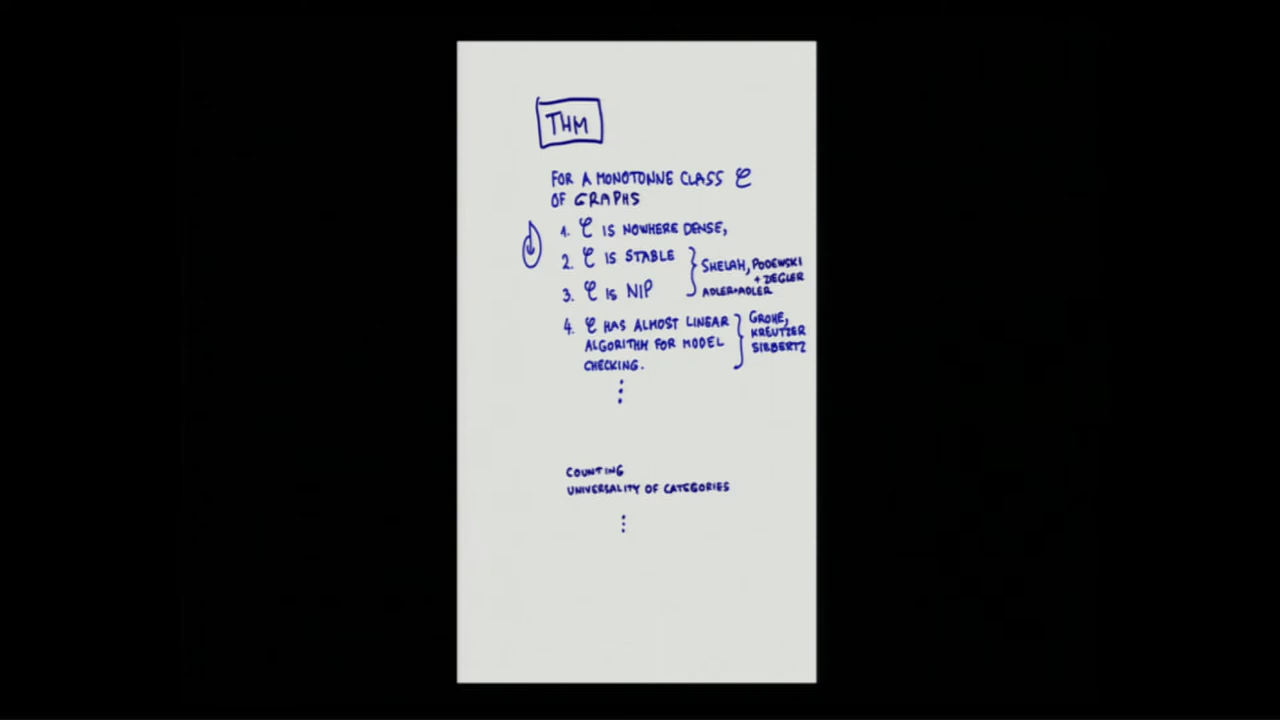 THM
FOR A MONOTONNE CLASS 𝒞
OF GRAPHS
1. 𝒞 IS NOWHERE DENSE,
2. 𝒞 IS STABLE
3. 𝒞 IS NIP
SHELAH, PODEWSKI
+ ZIEGLER
ADLER+ADLER
4. 𝒞 HAS ALMOST LINEAR
ALGORITHM FOR MODEL
CHECKING.
GROHE,
KREUTZER
SIEBERTZ
⋮
COUNTING
UNIVERSALITY OF CATEGORIES
⋮